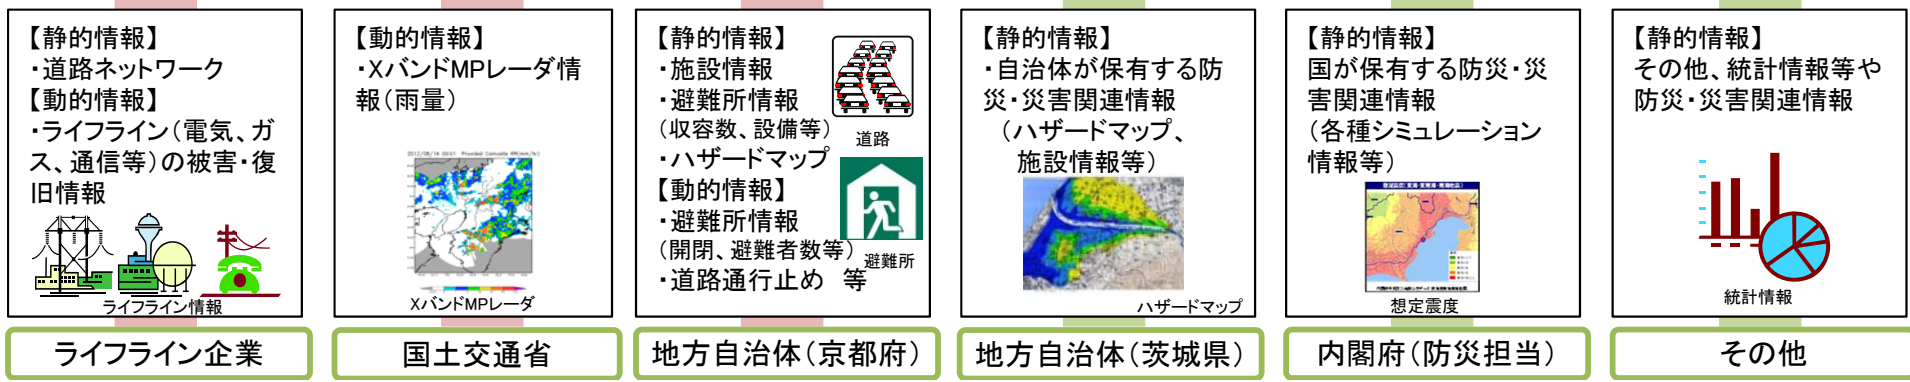 【静的情報】
・道路ネットワーク
【動的情報】
・ライフライン（電気、ガ
ス、通信等）の被害・復
旧情報
ライフライン情報
ライフライン企業
【動的情報】
・XバンドMPレーダ情
報（雨量）
2012/08/14 00:01
XバンドMPレーダ
国土交通省
【静的情報】
・施設情報
・避難所情報
（収容数、設備等）
・ハザードマップ
【動的情報】
・避難所情報
（開閉、避難者数等）
・道路通行止め 等
道路
避難所
地方自治体（京都府）
【静的情報】
・自治体が保有する防
災・災害関連情報
（ハザードマップ、
施設情報等）
ハザードマップ
地方自治体（茨城県）
【静的情報】
国が保有する防災・災
害関連情報
（各種シミュレーション
情報等）
想定震度
内閣府（防災担当）
【静的情報】
その他、統計情報等や
防災・災害関連情報
統計情報
その他